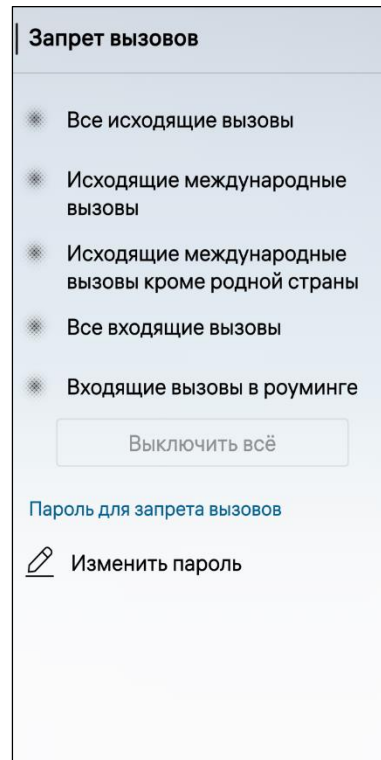 Запрет вызовов
Все исходящие вызовы
Исходящие международные
вызовы
Исходящие международные
вызовы кроме родной страны
Все входящие вызовы
Входящие вызовы в роуминге
Выключить всё
Пароль для запрета вызовов
Изменить пароль